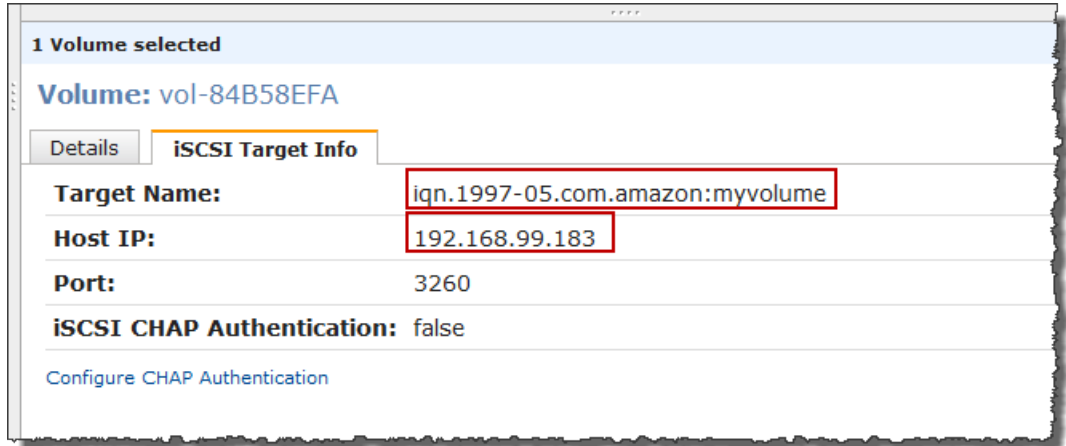 1 Volume selected
Volume: vol-84B58EFA
Details iSCSI Target Info
Target Name: iqn.1997-05.com.amazon:myvolume
Host IP: 192.168.99.183
Port: 3260
iSCSI CHAP Authentication: false
Configure CHAP Authentication